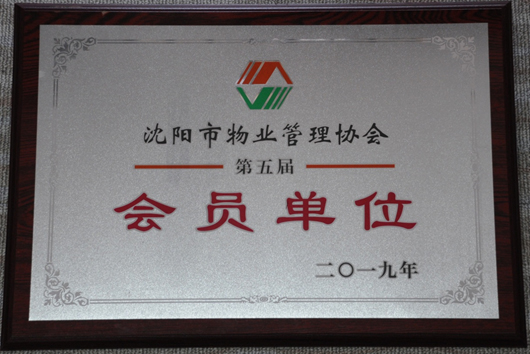 沈阳市物业管理协会
第五届
会员单位
二〇一九年